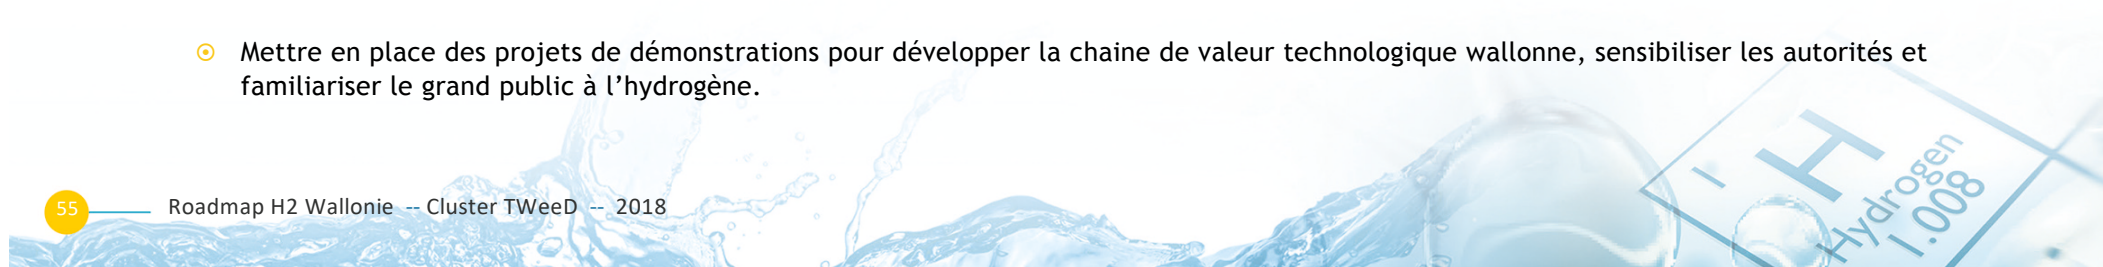 Mettre en place des projets de démonstrations pour développer la chaine de valeur technologique wallonne, sensibiliser les autorités et
familiariser le grand public à l'hydrogène.
1 H
Hydrogen
1.008
55 Roadmap H2 Wallonie -- Cluster TWeeD -- 2018